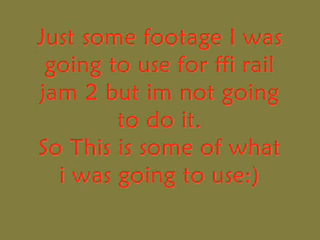 Just some footage I was
going to use for ffi rail
jam 2 but im not going
to do it.
So This is some of what
i was going to use:)